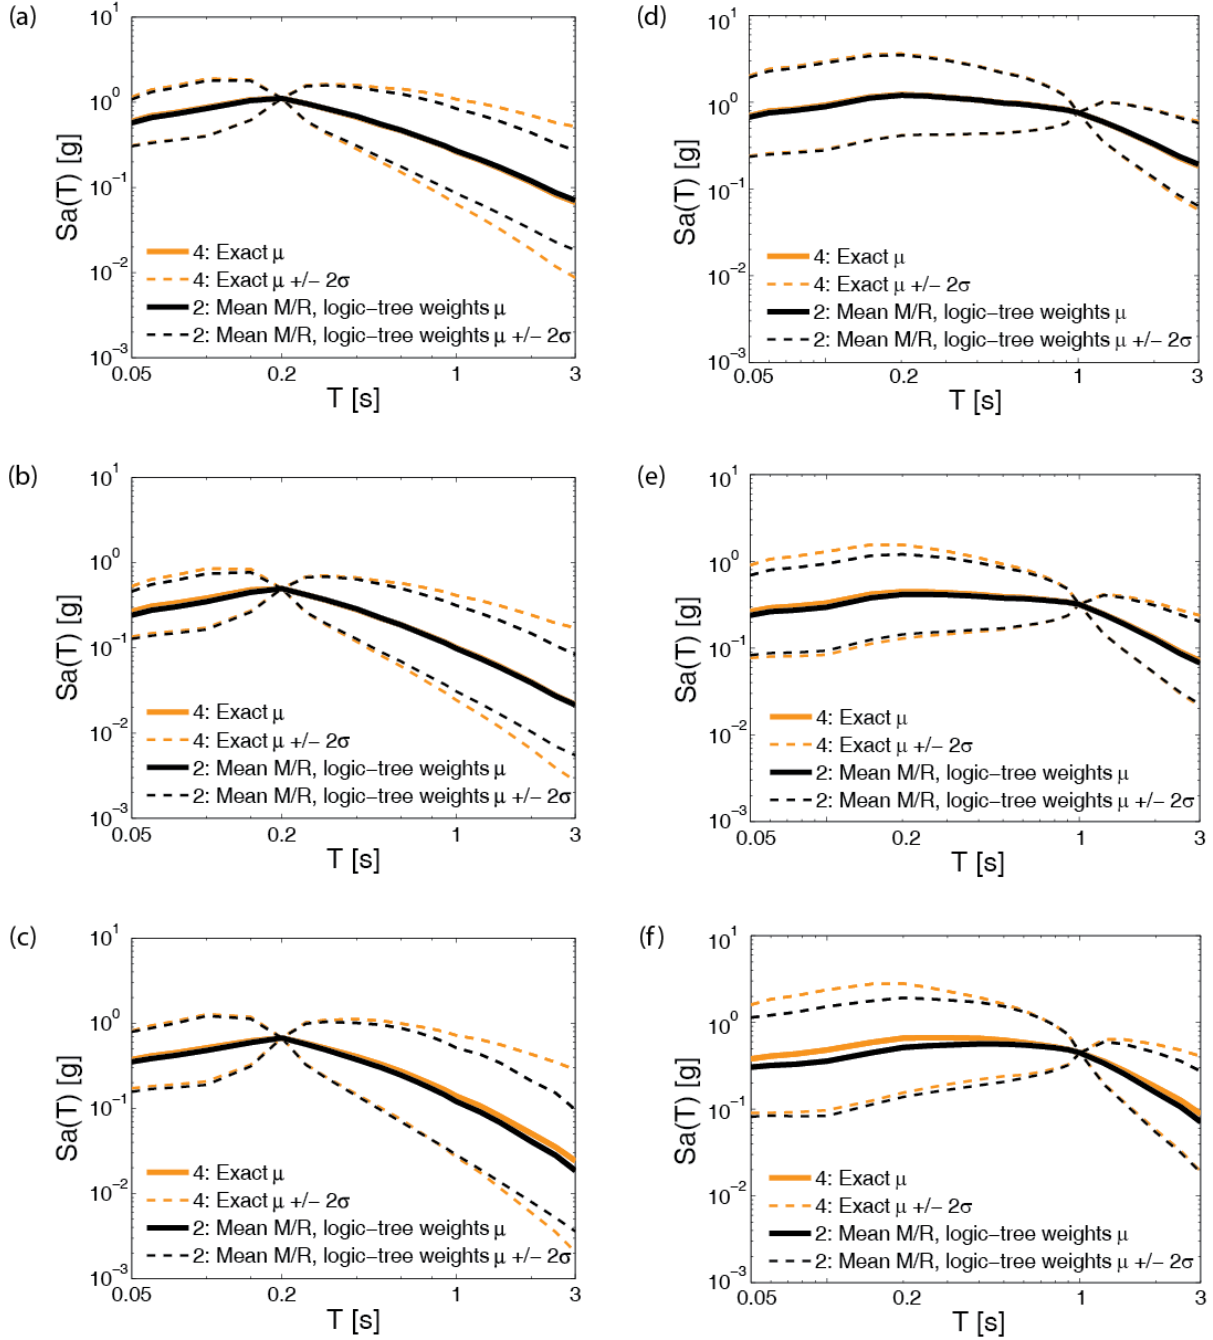 (a)
10^1
10^0
10^−1
10^−2
10^−3
Sa(T) [g]
4: Exact μ
4: Exact μ +/− 2σ
2: Mean M/R, logic−tree weights μ
2: Mean M/R, logic−tree weights μ +/− 2σ
0.05 0.2 1 3
T [s]
(d)
10^1
10^0
10^−1
10^−2
10^−3
Sa(T) [g]
4: Exact μ
4: Exact μ +/− 2σ
2: Mean M/R, logic−tree weights μ
2: Mean M/R, logic−tree weights μ +/− 2σ
0.05 0.2 1 3
T [s]
(b)
10^1
10^0
10^−1
10^−2
10^−3
Sa(T) [g]
4: Exact μ
4: Exact μ +/− 2σ
2: Mean M/R, logic−tree weights μ
2: Mean M/R, logic−tree weights μ +/− 2σ
0.05 0.2 1 3
T [s]
(e)
10^1
10^0
10^−1
10^−2
10^−3
Sa(T) [g]
4: Exact μ
4: Exact μ +/− 2σ
2: Mean M/R, logic−tree weights μ
2: Mean M/R, logic−tree weights μ +/− 2σ
0.05 0.2 1 3
T [s]
(c)
10^1
10^0
10^−1
10^−2
10^−3
Sa(T) [g]
4: Exact μ
4: Exact μ +/− 2σ
2: Mean M/R, logic−tree weights μ
2: Mean M/R, logic−tree weights μ +/− 2σ
0.05 0.2 1 3
T [s]
(f)
10^1
10^0
10^−1
10^−2
10^−3
Sa(T) [g]
4: Exact μ
4: Exact μ +/− 2σ
2: Mean M/R, logic−tree weights μ
2: Mean M/R, logic−tree weights μ +/− 2σ
0.05 0.2 1 3
T [s]